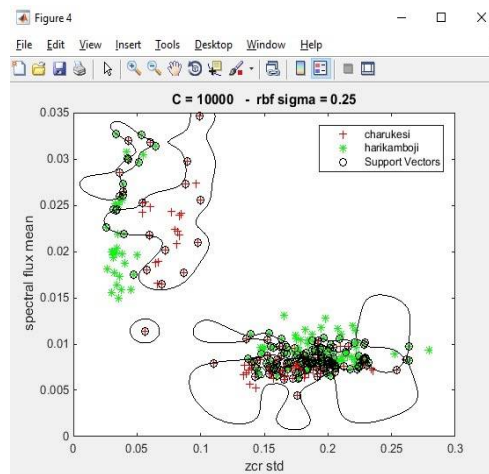 Figure 4
File Edit View Insert Tools Desktop Window Help
C = 10000 - rbf sigma = 0.25
charukesi
harikamboji
Support Vectors
spectral flux mean
0.035
0.03
0.025
0.02
0.015
0.01
0.005
0
0 0.05 0.1 0.15 0.2 0.25 0.3
zcr std